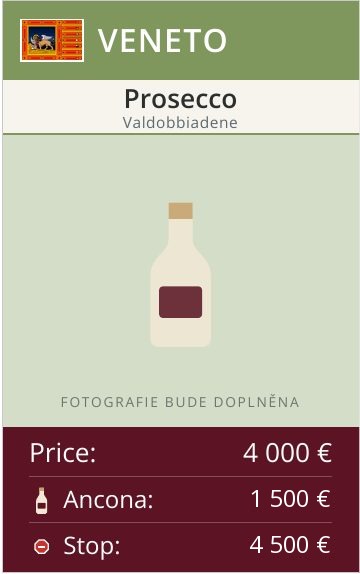 VENETO
Prosecco
Valdobbiadene
FOTOGRAFIE BUDE DOPLNĚNA
Price: 4 000 €
Ancona: 1 500 €
Stop: 4 500 €